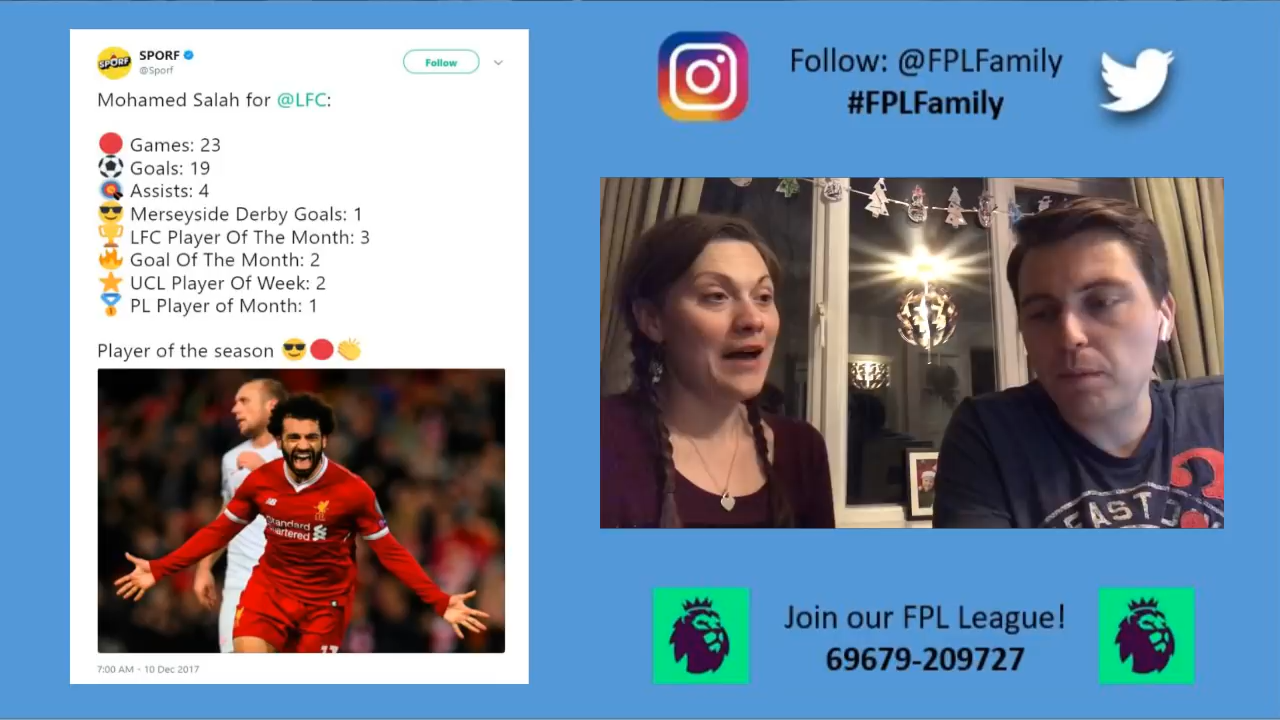 SPORF
@Sporf
Follow
Mohamed Salah for @LFC:
Games: 23
Goals: 19
Assists: 4
Merseyside Derby Goals: 1
LFC Player Of The Month: 3
Goal Of The Month: 2
UCL Player Of Week: 2
PL Player of Month: 1
Player of the season
Standard
Chartered
7:00 AM - 10 Dec 2017
Follow: @FPLFamily
#FPLFamily
EAST
Join our FPL League!
69679-209727